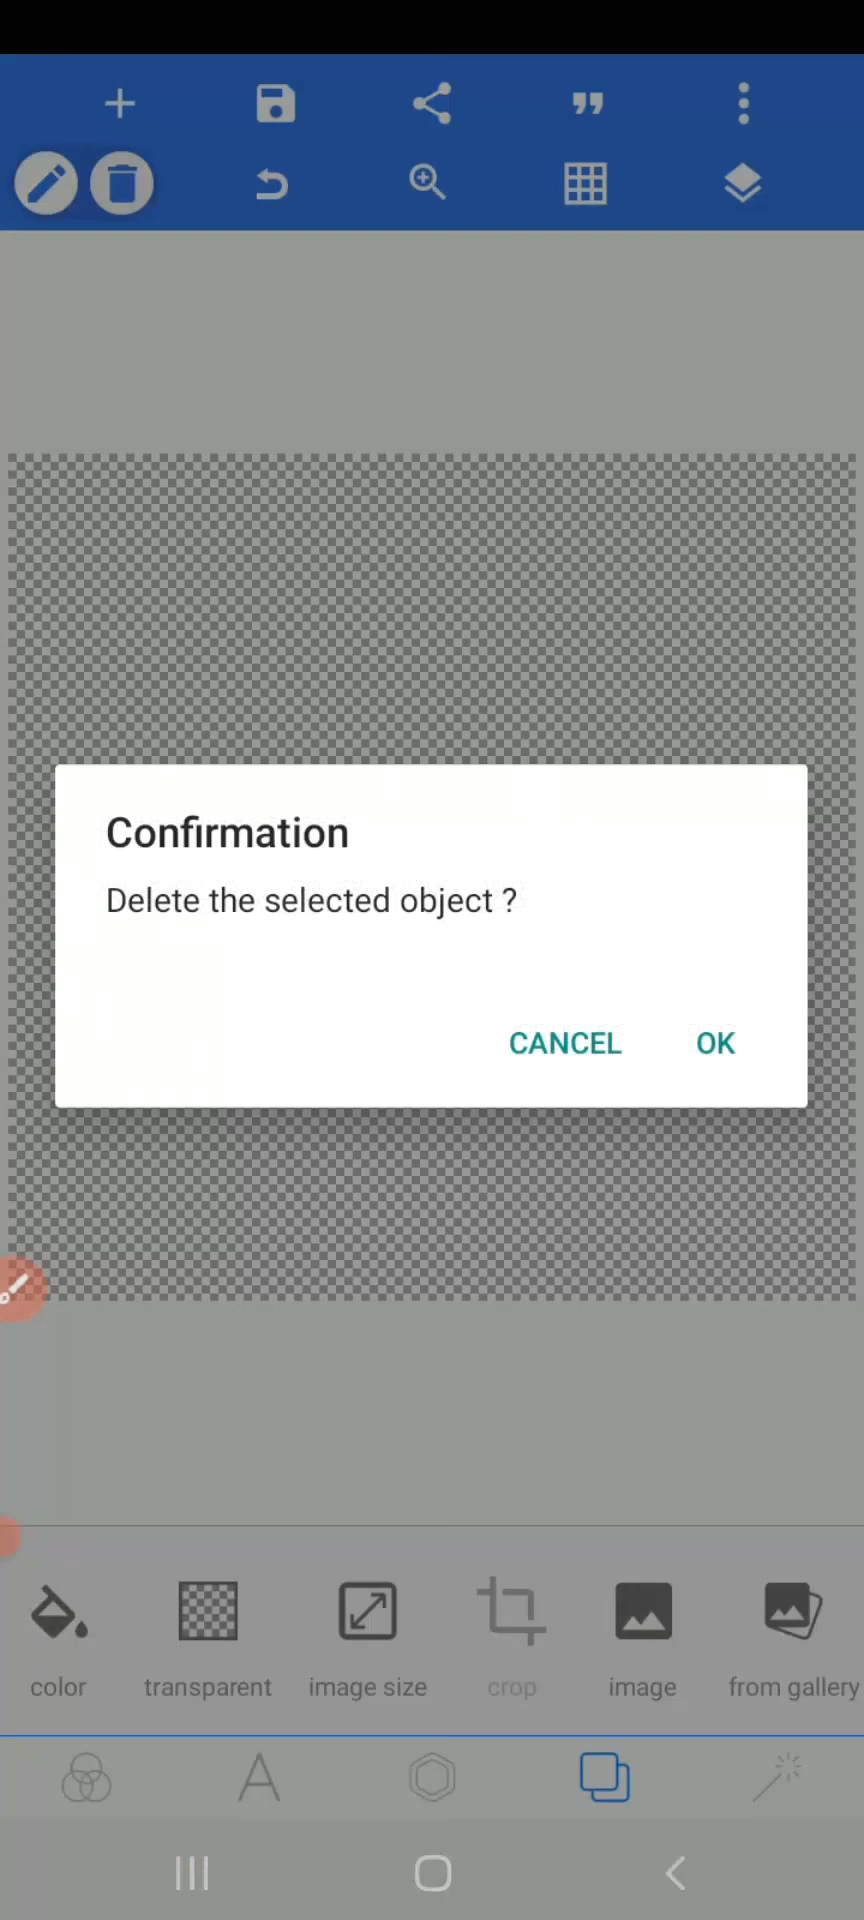 Confirmation
Delete the selected object ?
CANCEL OK
color transparent image size crop image from gallery